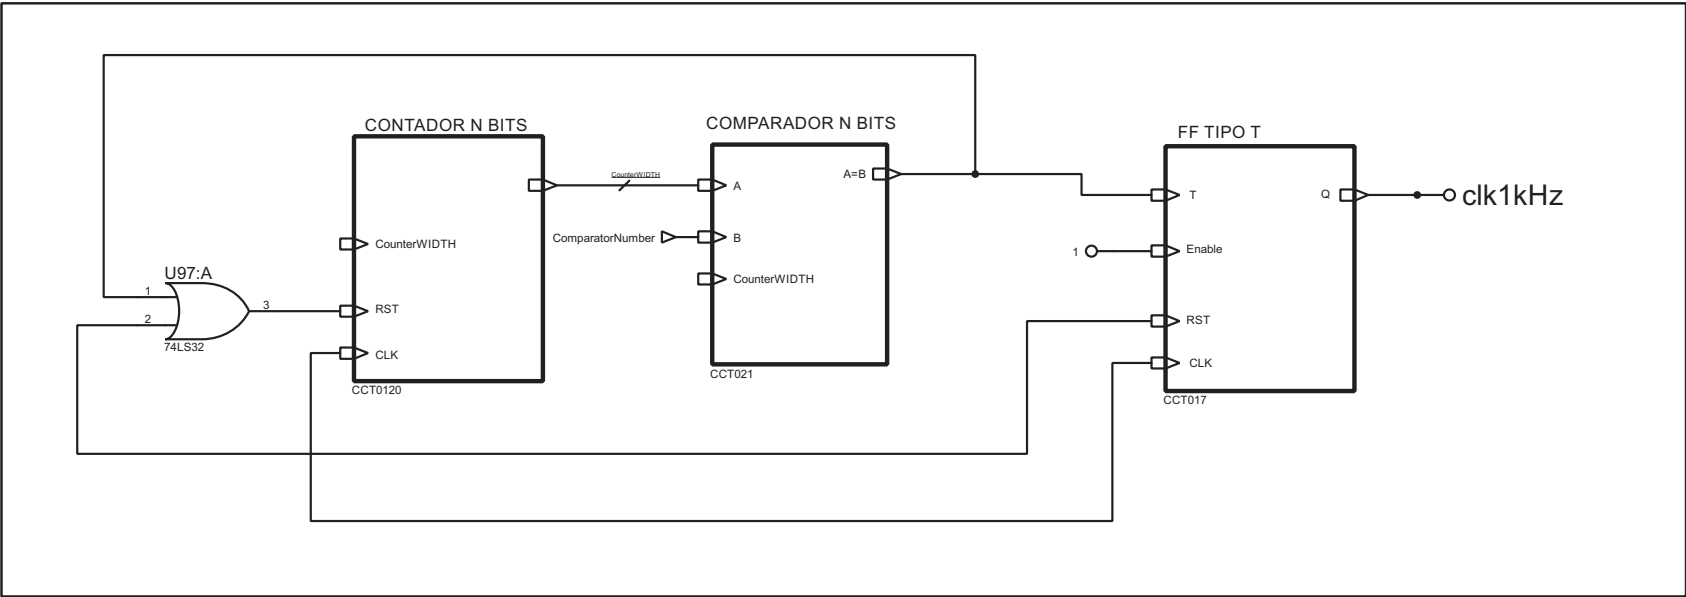 CONTADOR N BITS
CounterWIDTH
RST
CLK
CCT0120
CounterWIDTH
COMPARADOR N BITS
A
A=B
ComparatorNumber
B
CounterWIDTH
CCT021
FF TIPO T
T
Q
clk1kHz
1
Enable
RST
CLK
CCT017
U97:A
1
2
3
74LS32